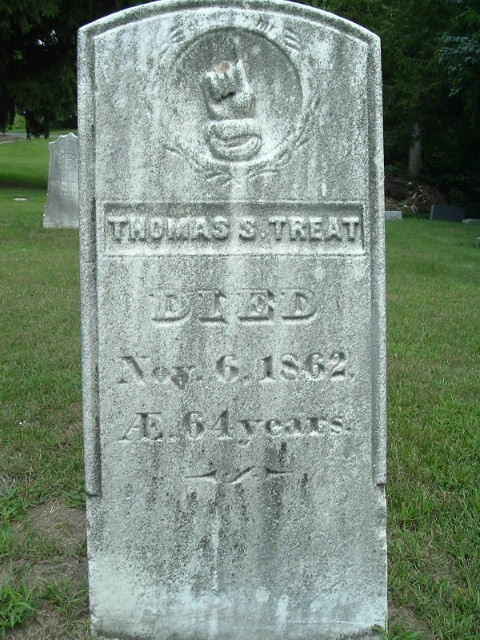 THOMAS S. TREAT
DIED
Nov. 6, 1862.
Æ. 64 years.